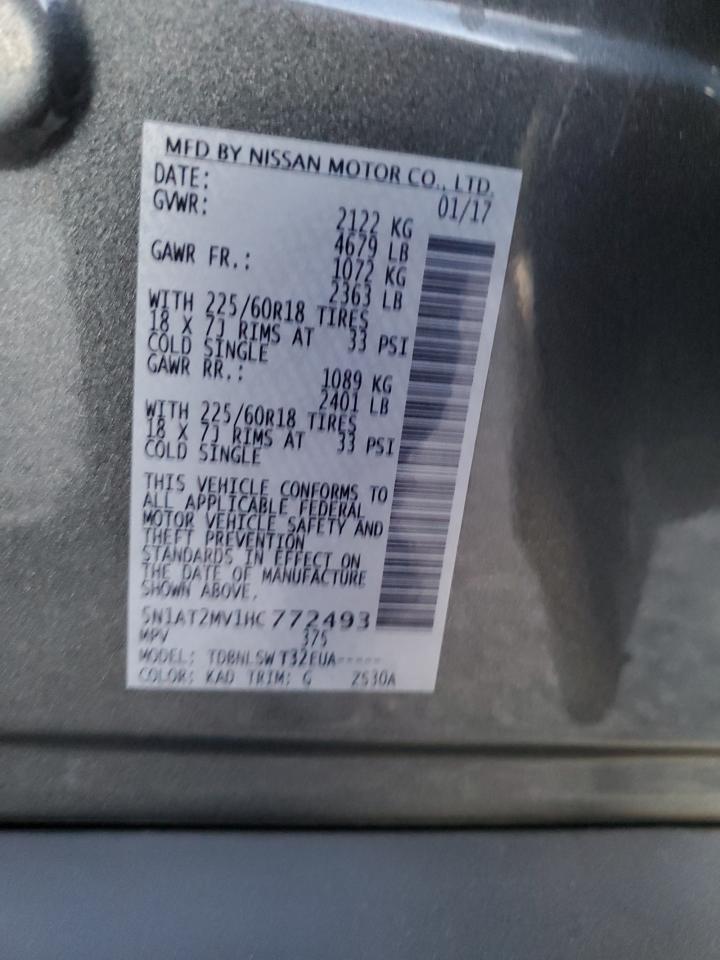 MFD BY NISSAN MOTOR CO., LTD.
DATE: 01/17
GVWR: 2122 KG
4679 LB
GAWR FR.: 1072 KG
2363 LB
WITH 225/60R18 TIRES
18 X 7J RIMS AT 33 PSI
COLD SINGLE
GAWR RR.: 1089 KG
2401 LB
WITH 225/60R18 TIRES
18 X 7J RIMS AT 33 PSI
COLD SINGLE
THIS VEHICLE CONFORMS TO
ALL APPLICABLE FEDERAL
MOTOR VEHICLE SAFETY AND
THEFT PREVENTION
STANDARDS IN EFFECT ON
THE DATE OF MANUFACTURE
SHOWN ABOVE.
5N1AT2MV1HC772493
MPV 375
MODEL: TDBNLSW T32EUA-----
COLOR: KAD TRIM: G 2530A